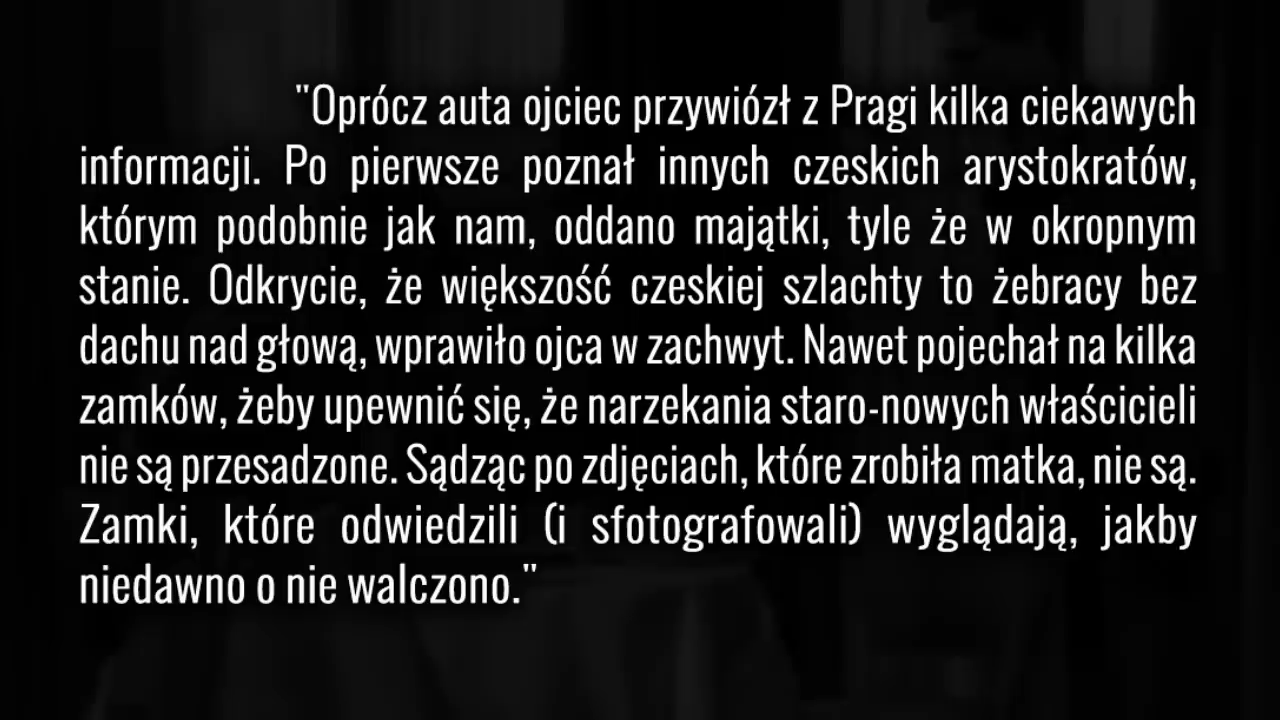 "Oprócz auta ojciec przywiózł z Pragi kilka ciekawych
informacji. Po pierwsze poznał innych czeskich arystokratów,
którym podobnie jak nam, oddano majątki, tyle że w okropnym
stanie. Odkrycie, że większość czeskiej szlachty to żebracy bez
dachu nad głową, wprawiło ojca w zachwyt. Nawet pojechał na kilka
zamków, żeby upewnić się, że narzekania staro-nowych właścicieli
nie są przesadzone. Sądząc po zdjęciach, które zrobiła matka, nie są.
Zamki, które odwiedzili (i sfotografowali) wyglądają, jakby
niedawno o nie walczono."